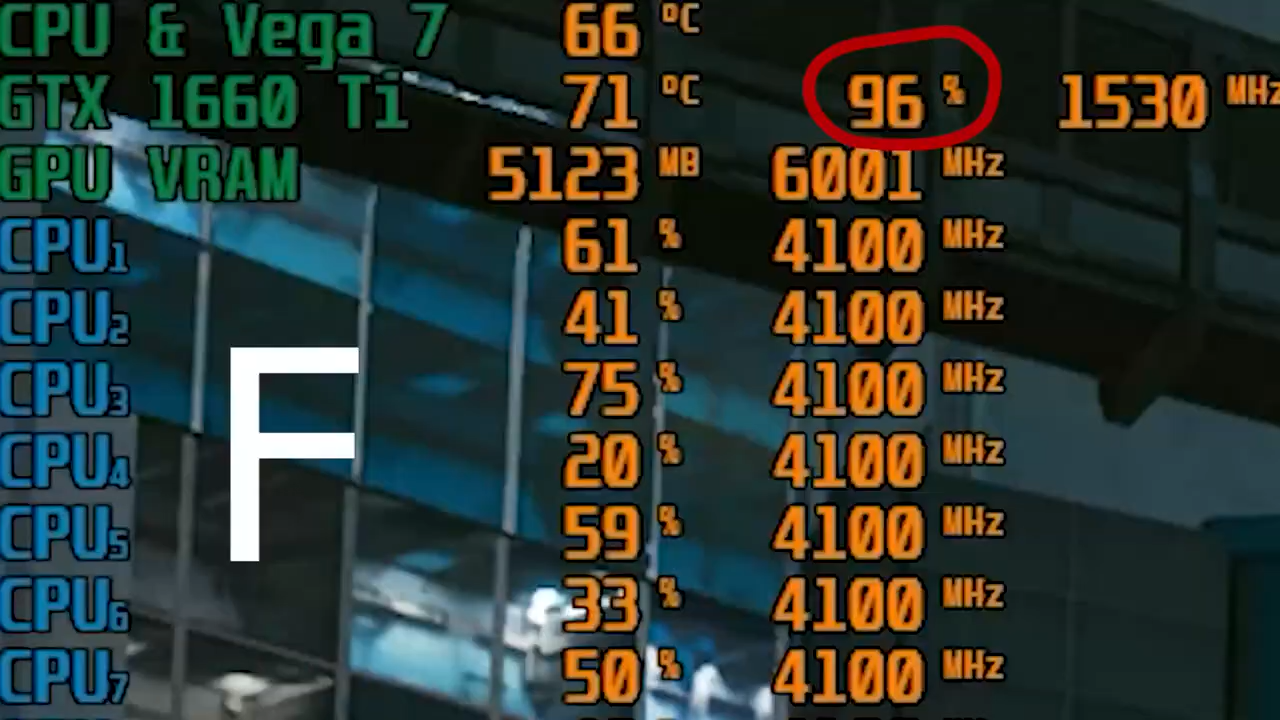 CPU & Vega 7 66 °C
GTX 1660 Ti 71 °C 96 % 1530 MHz
GPU VRAM 5123 MB 6001 MHz
CPU1 61 % 4100 MHz
CPU2 41 % 4100 MHz
CPU3 75 % 4100 MHz
CPU4 20 % 4100 MHz
CPU5 59 % 4100 MHz
CPU6 33 % 4100 MHz
CPU7 50 % 4100 MHz
F